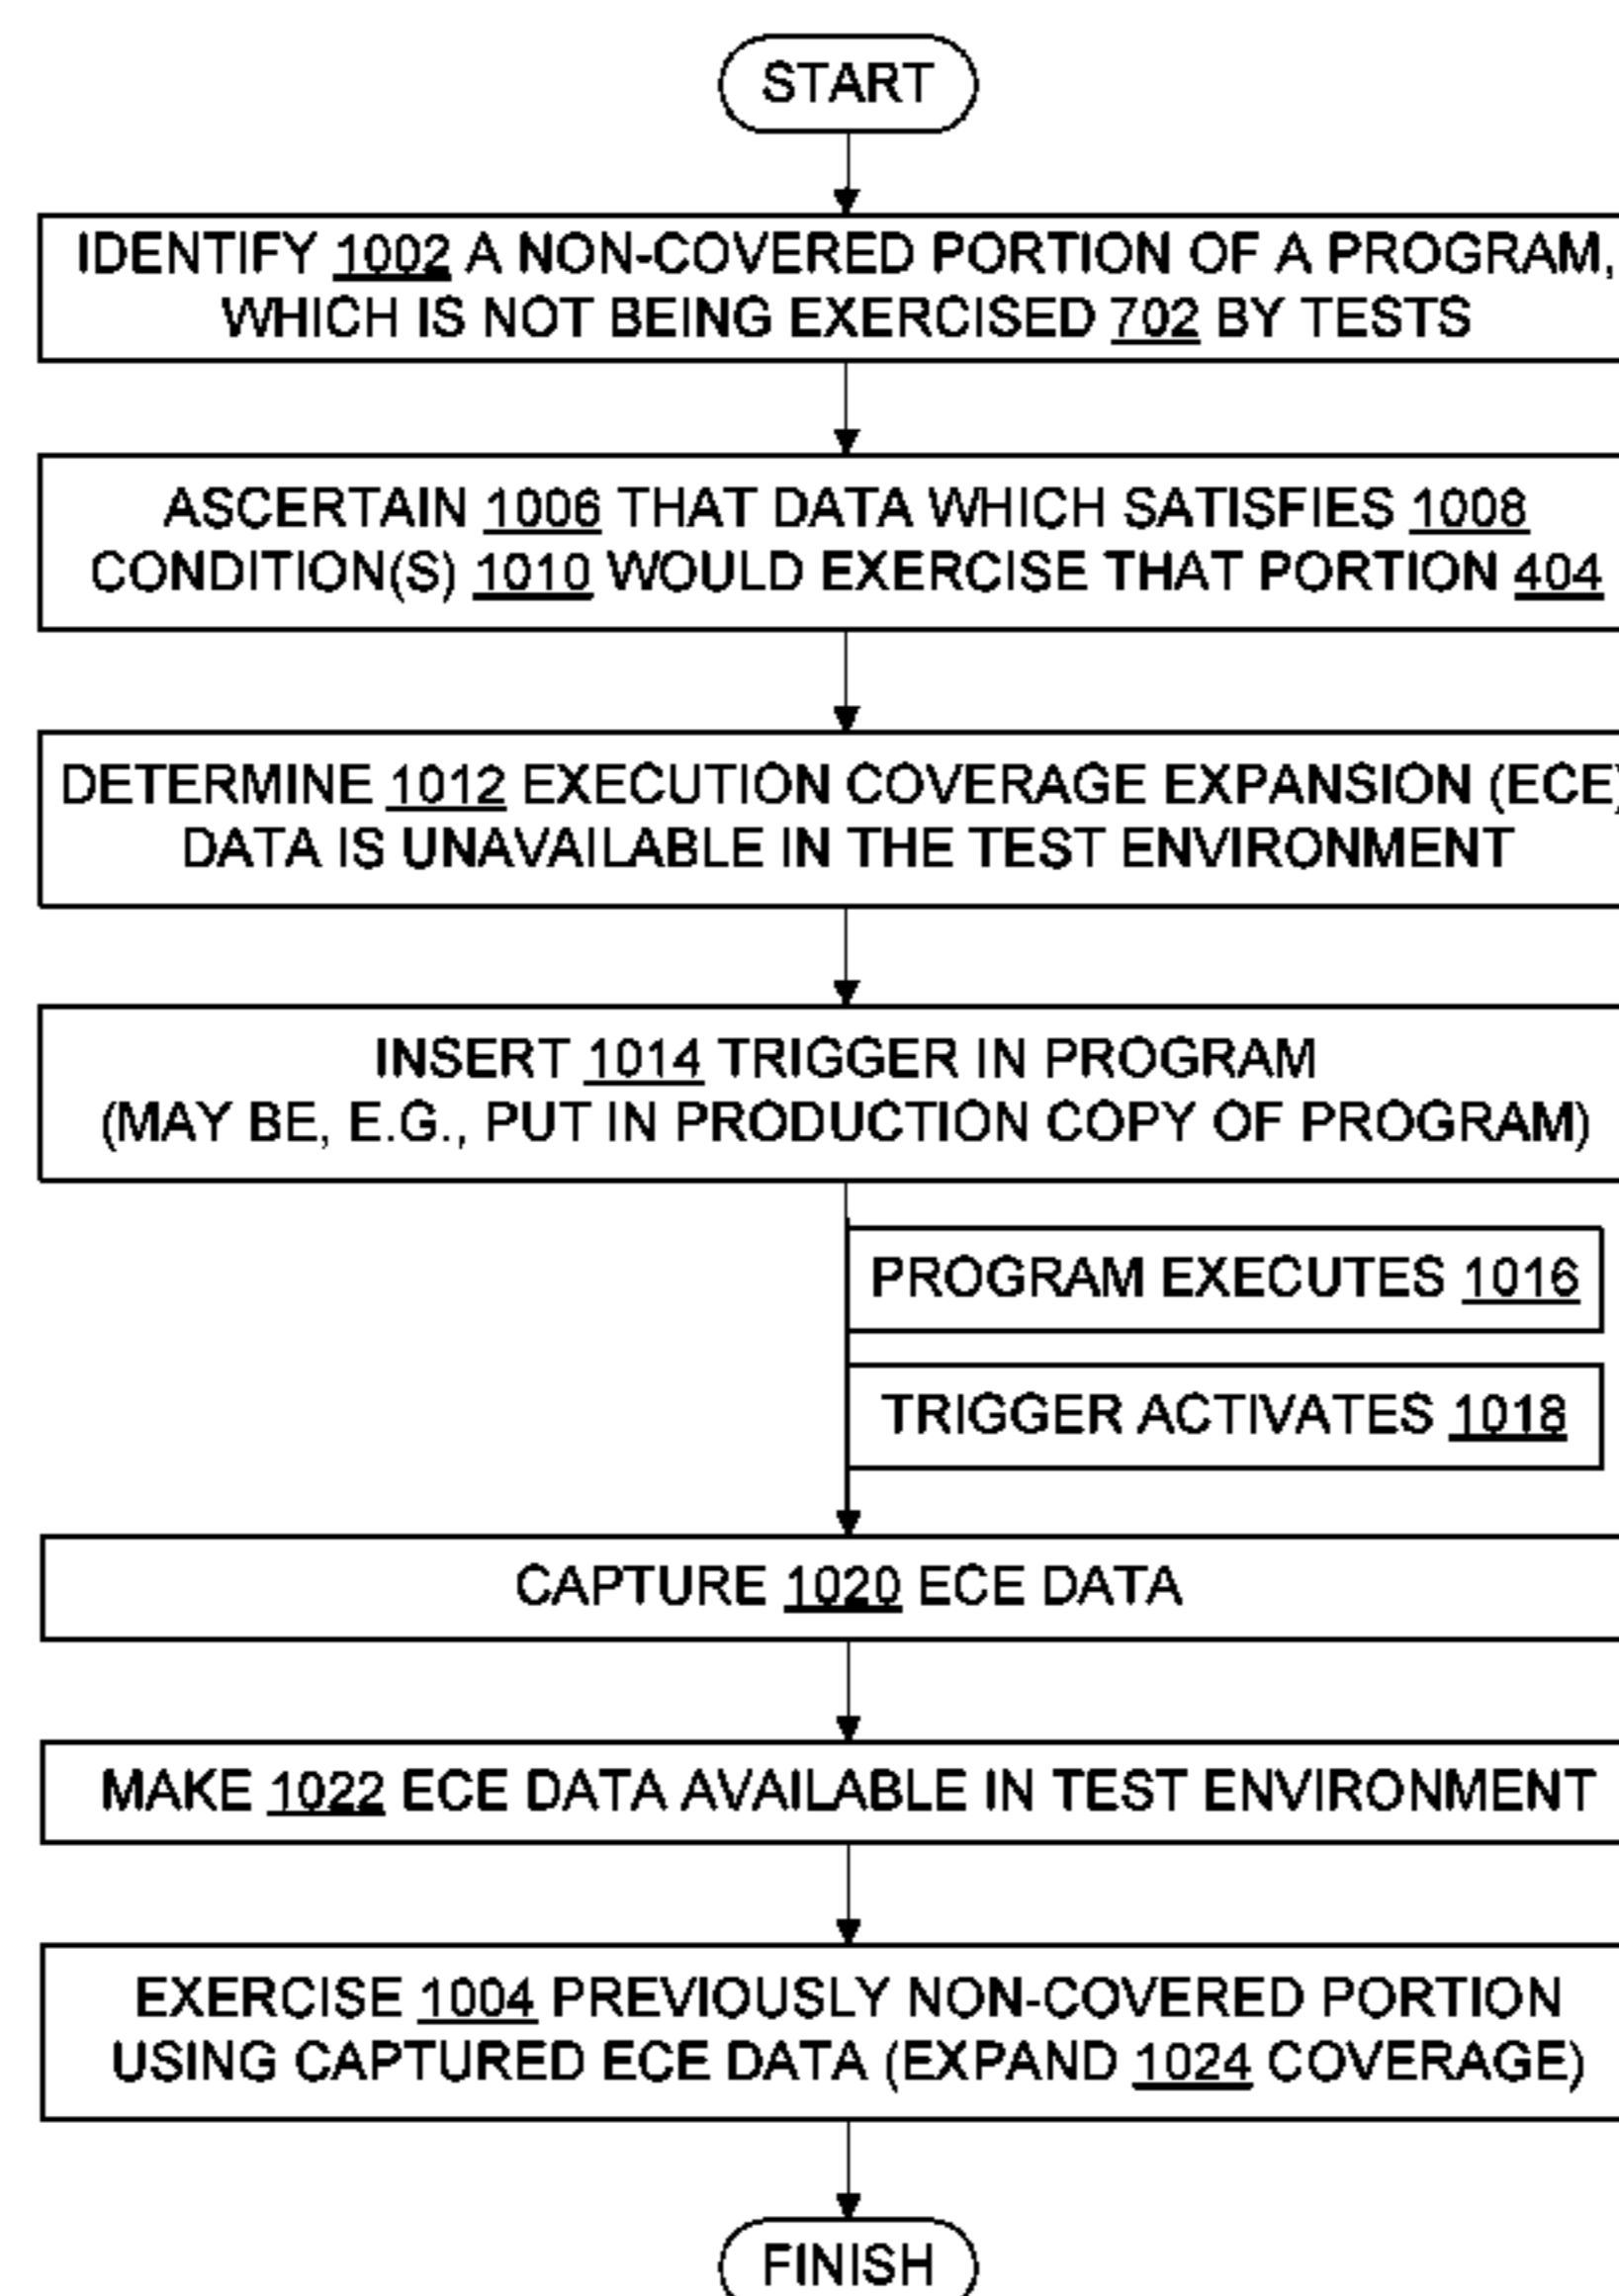 START
IDENTIFY 1002 A NON-COVERED PORTION OF A PROGRAM,
WHICH IS NOT BEING EXERCISED 702 BY TESTS
ASCERTAIN 1006 THAT DATA WHICH SATISFIES 1008
CONDITION(S) 1010 WOULD EXERCISE THAT PORTION 404
DETERMINE 1012 EXECUTION COVERAGE EXPANSION (ECE)
DATA IS UNAVAILABLE IN THE TEST ENVIRONMENT
INSERT 1014 TRIGGER IN PROGRAM
(MAY BE, E.G., PUT IN PRODUCTION COPY OF PROGRAM)
PROGRAM EXECUTES 1016
TRIGGER ACTIVATES 1018
CAPTURE 1020 ECE DATA
MAKE 1022 ECE DATA AVAILABLE IN TEST ENVIRONMENT
EXERCISE 1004 PREVIOUSLY NON-COVERED PORTION
USING CAPTURED ECE DATA (EXPAND 1024 COVERAGE)
FINISH